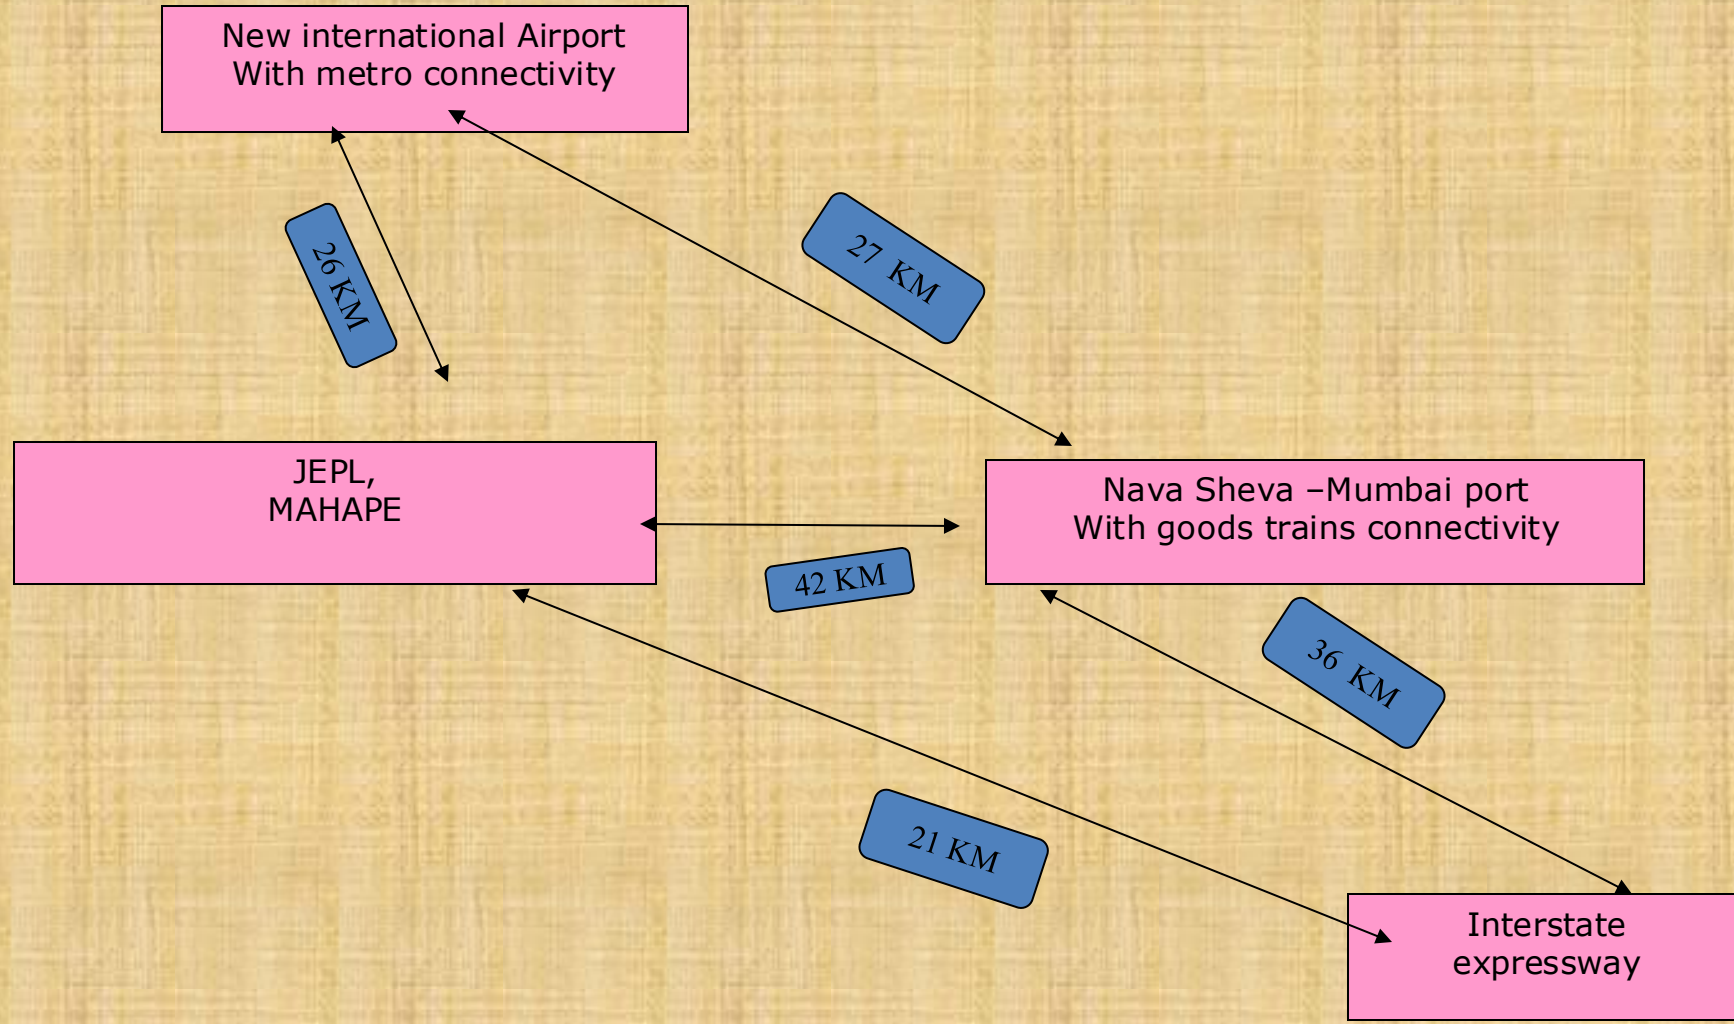 New international Airport
With metro connectivity
26 KM
27 KM
JEPL,
MAHAPE
Nava Sheva –Mumbai port
With goods trains connectivity
42 KM
36 KM
21 KM
Interstate
expressway